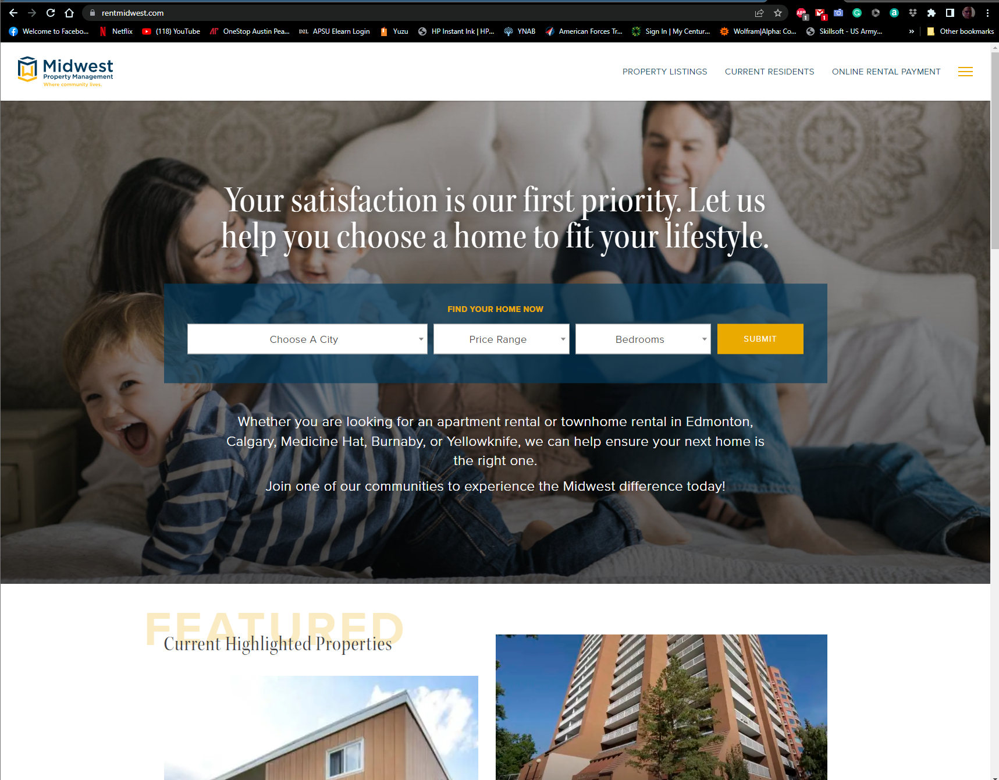 rentmidwest.com
ABP 1 1
Welcome to Facebo... Netflix (118) YouTube OneStop Austin Pea... D2L APSU Elearn Login Yuzu HP Instant Ink | HP... YNAB American Forces Tr... Sign In | My Centur... Wolfram|Alpha: Co... Skillsoft - US Army... » Other bookmarks
Midwest
Property Management
Where community lives.
PROPERTY LISTINGS CURRENT RESIDENTS ONLINE RENTAL PAYMENT
Your satisfaction is our first priority. Let us
help you choose a home to fit your lifestyle.
FIND YOUR HOME NOW
Choose A City Price Range Bedrooms SUBMIT
Whether you are looking for an apartment rental or townhome rental in Edmonton,
Calgary, Medicine Hat, Burnaby, or Yellowknife, we can help ensure your next home is
the right one.
Join one of our communities to experience the Midwest difference today!
FEATURED
Current Highlighted Properties